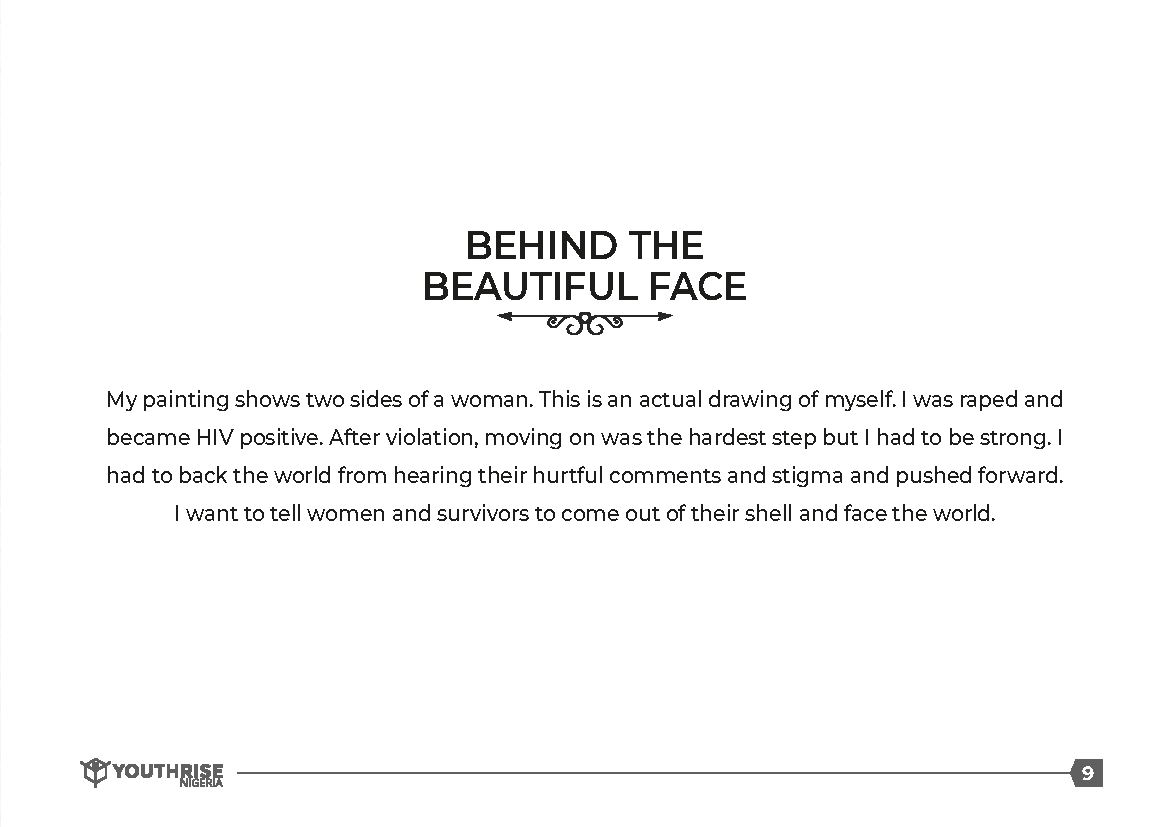 BEHIND THE
BEAUTIFUL FACE
My painting shows two sides of a woman. This is an actual drawing of myself. I was raped and
became HIV positive. After violation, moving on was the hardest step but I had to be strong. I
had to back the world from hearing their hurtful comments and stigma and pushed forward.
I want to tell women and survivors to come out of their shell and face the world.
YOUTHRISE
NIGERIA
9